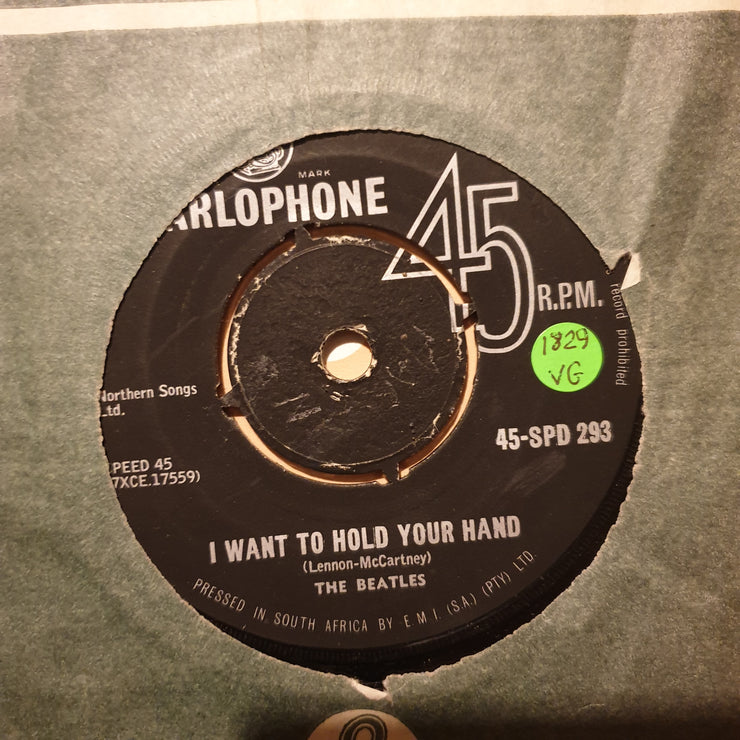 MARK
ARLOPHONE
45
R.P.M.
record prohibited
1829
VG
Northern Songs
Ltd.
45-SPD 293
SPEED 45
7XCE.17559)
I WANT TO HOLD YOUR HAND
(Lennon-McCartney)
THE BEATLES
PRESSED IN SOUTH AFRICA BY E M I. (S.A.) (PTY) LTD.